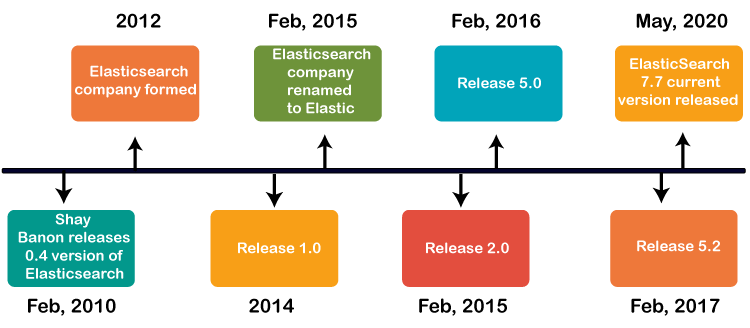 2012
Feb, 2015
Feb, 2016
May, 2020
Elasticsearch
company formed
Elasticsearch
company
renamed
to Elastic
Release 5.0
ElasticSearch
7.7 current
version released
Shay
Banon releases
0.4 version of
Elasticsearch
Release 1.0
Release 2.0
Release 5.2
Feb, 2010
2014
Feb, 2015
Feb, 2017